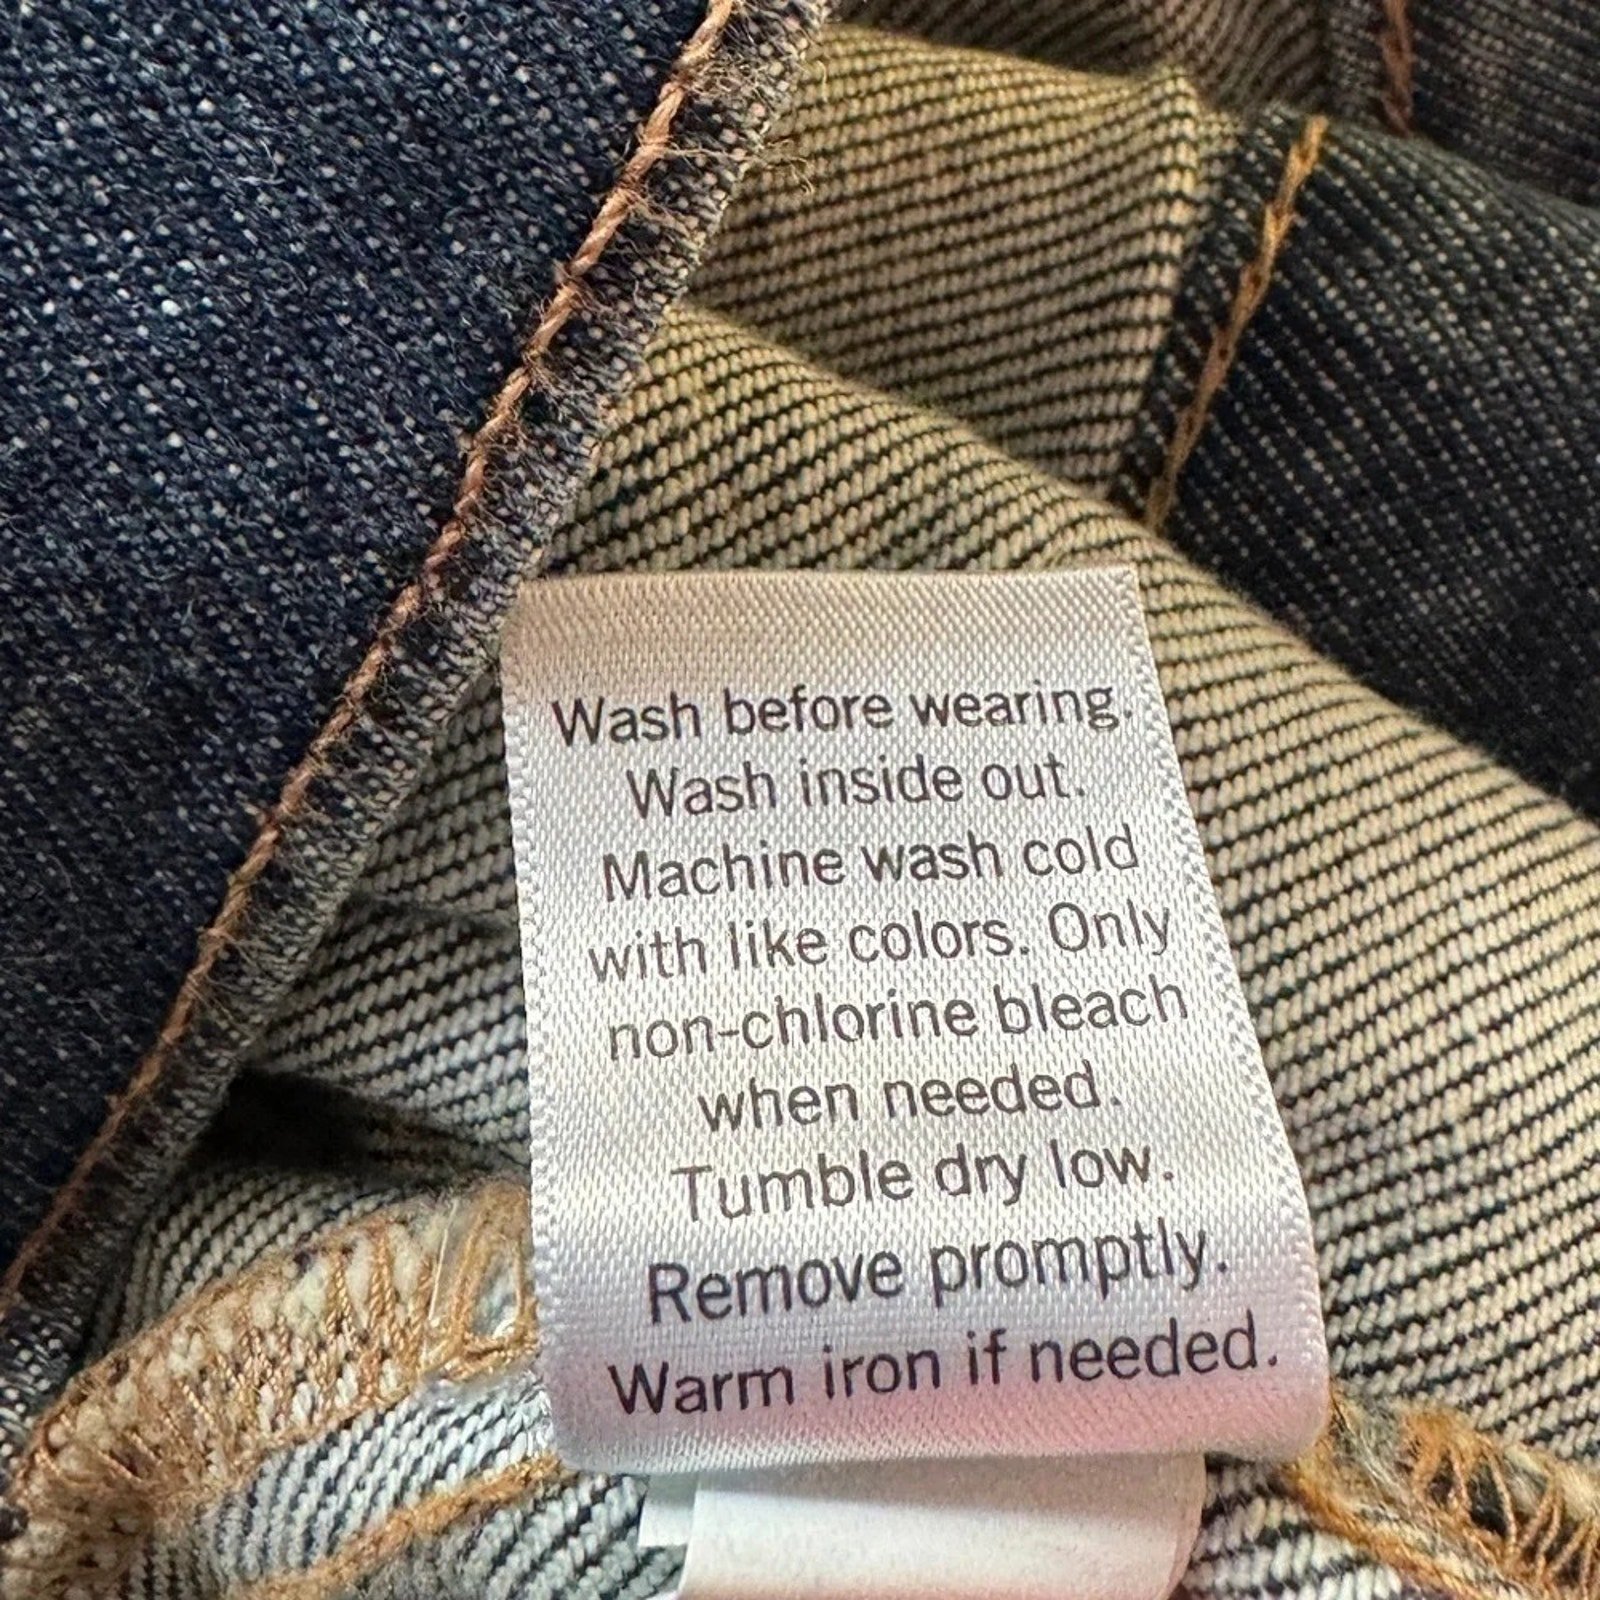 Wash before wearing.
Wash inside out.
Machine wash cold
with like colors. Only
non-chlorine bleach
when needed.
Tumble dry low.
Remove promptly.
Warm iron if needed.